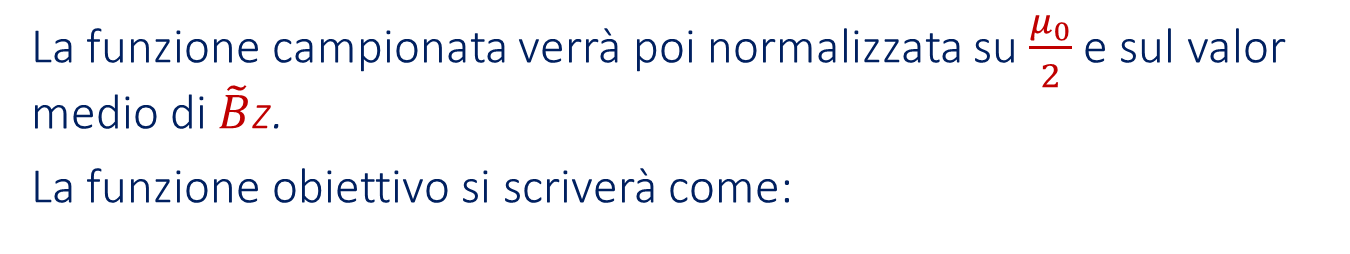 La funzione campionata verrà poi normalizzata su μ₀/2 e sul valor
medio di B̃z.
La funzione obiettivo si scriverà come: